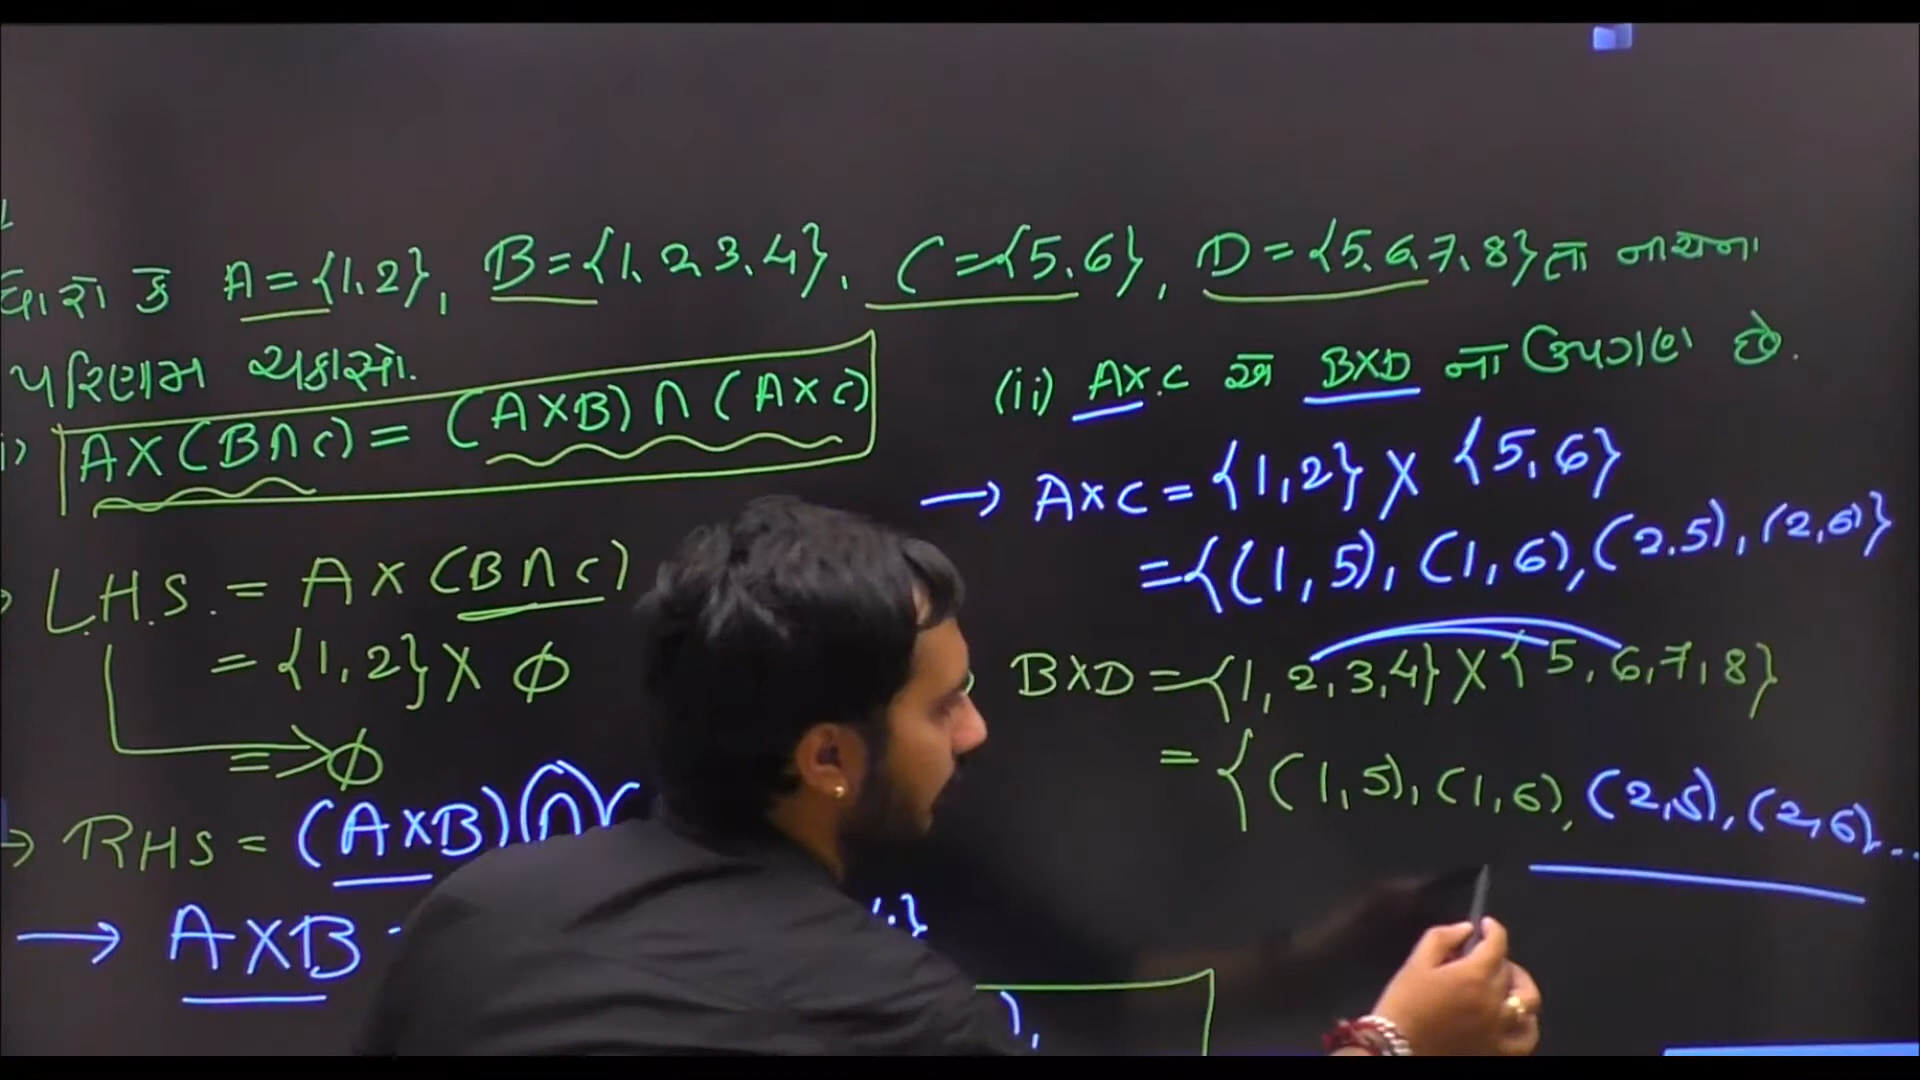 ધારો કે A = {1, 2}, B = {1, 2, 3, 4}, C = {5, 6}, D = {5, 6, 7, 8} તો નીચેના
પરિણામ ચકાસો.
A × (B ∩ C) = (A × B) ∩ (A × C)
L.H.S. = A × (B ∩ C)
= {1, 2} × ∅
= > ∅
→ RHS = (A × B) ∩ (
→ A × B
(ii) A × C એ B × D નો ઉપગણ છે.
→ A × C = {1, 2} × {5, 6}
= {(1, 5), (1, 6), (2, 5), (2, 6)}
B × D = {1, 2, 3, 4} × {5, 6, 7, 8}
= {(1, 5), (1, 6), (2, 5), (2, 6), ...